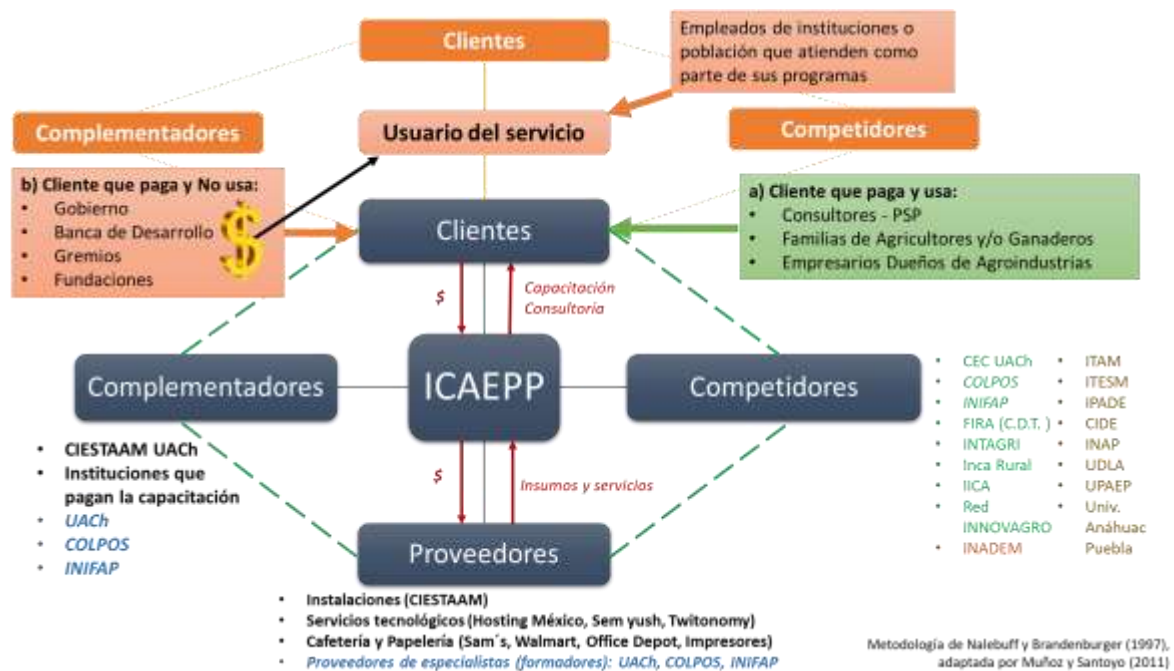 Clientes
Empleados de instituciones o
población que atienden como
parte de sus programas
Complementadores
Usuario del servicio
Competidores
b) Cliente que paga y No usa:
• Gobierno
• Banca de Desarrollo
• Gremios
• Fundaciones
$
Clientes
a) Cliente que paga y usa:
• Consultores - PSP
• Familias de Agricultores y/o Ganaderos
• Empresarios Dueños de Agroindustrias
$
Capacitación
Consultoría
Complementadores
ICAEPP
Competidores
• CEC UACh
• COLPOS
• INIFAP
• FIRA (C.D.T. )
• INTAGRI
• Inca Rural
• IICA
• Red
INNOVAGRO
• INADEM
• ITAM
• ITESM
• IPADE
• CIDE
• INAP
• UDLA
• UPAEP
• Univ.
Anáhuac
Puebla
• CIESTAAM UACh
• Instituciones que
pagan la capacitación
• UACh
• COLPOS
• INIFAP
$
Insumos y servicios
Proveedores
• Instalaciones (CIESTAAM)
• Servicios tecnológicos (Hosting México, Sem yush, Twitonomy)
• Cafetería y Papelería (Sam´s, Walmart, Office Depot, Impresores)
• Proveedores de especialistas (formadores): UACh, COLPOS, INIFAP
Metodología de Nalebuff y Brandenburger (1997),
adaptada por Muñoz y Santoyo (2011)